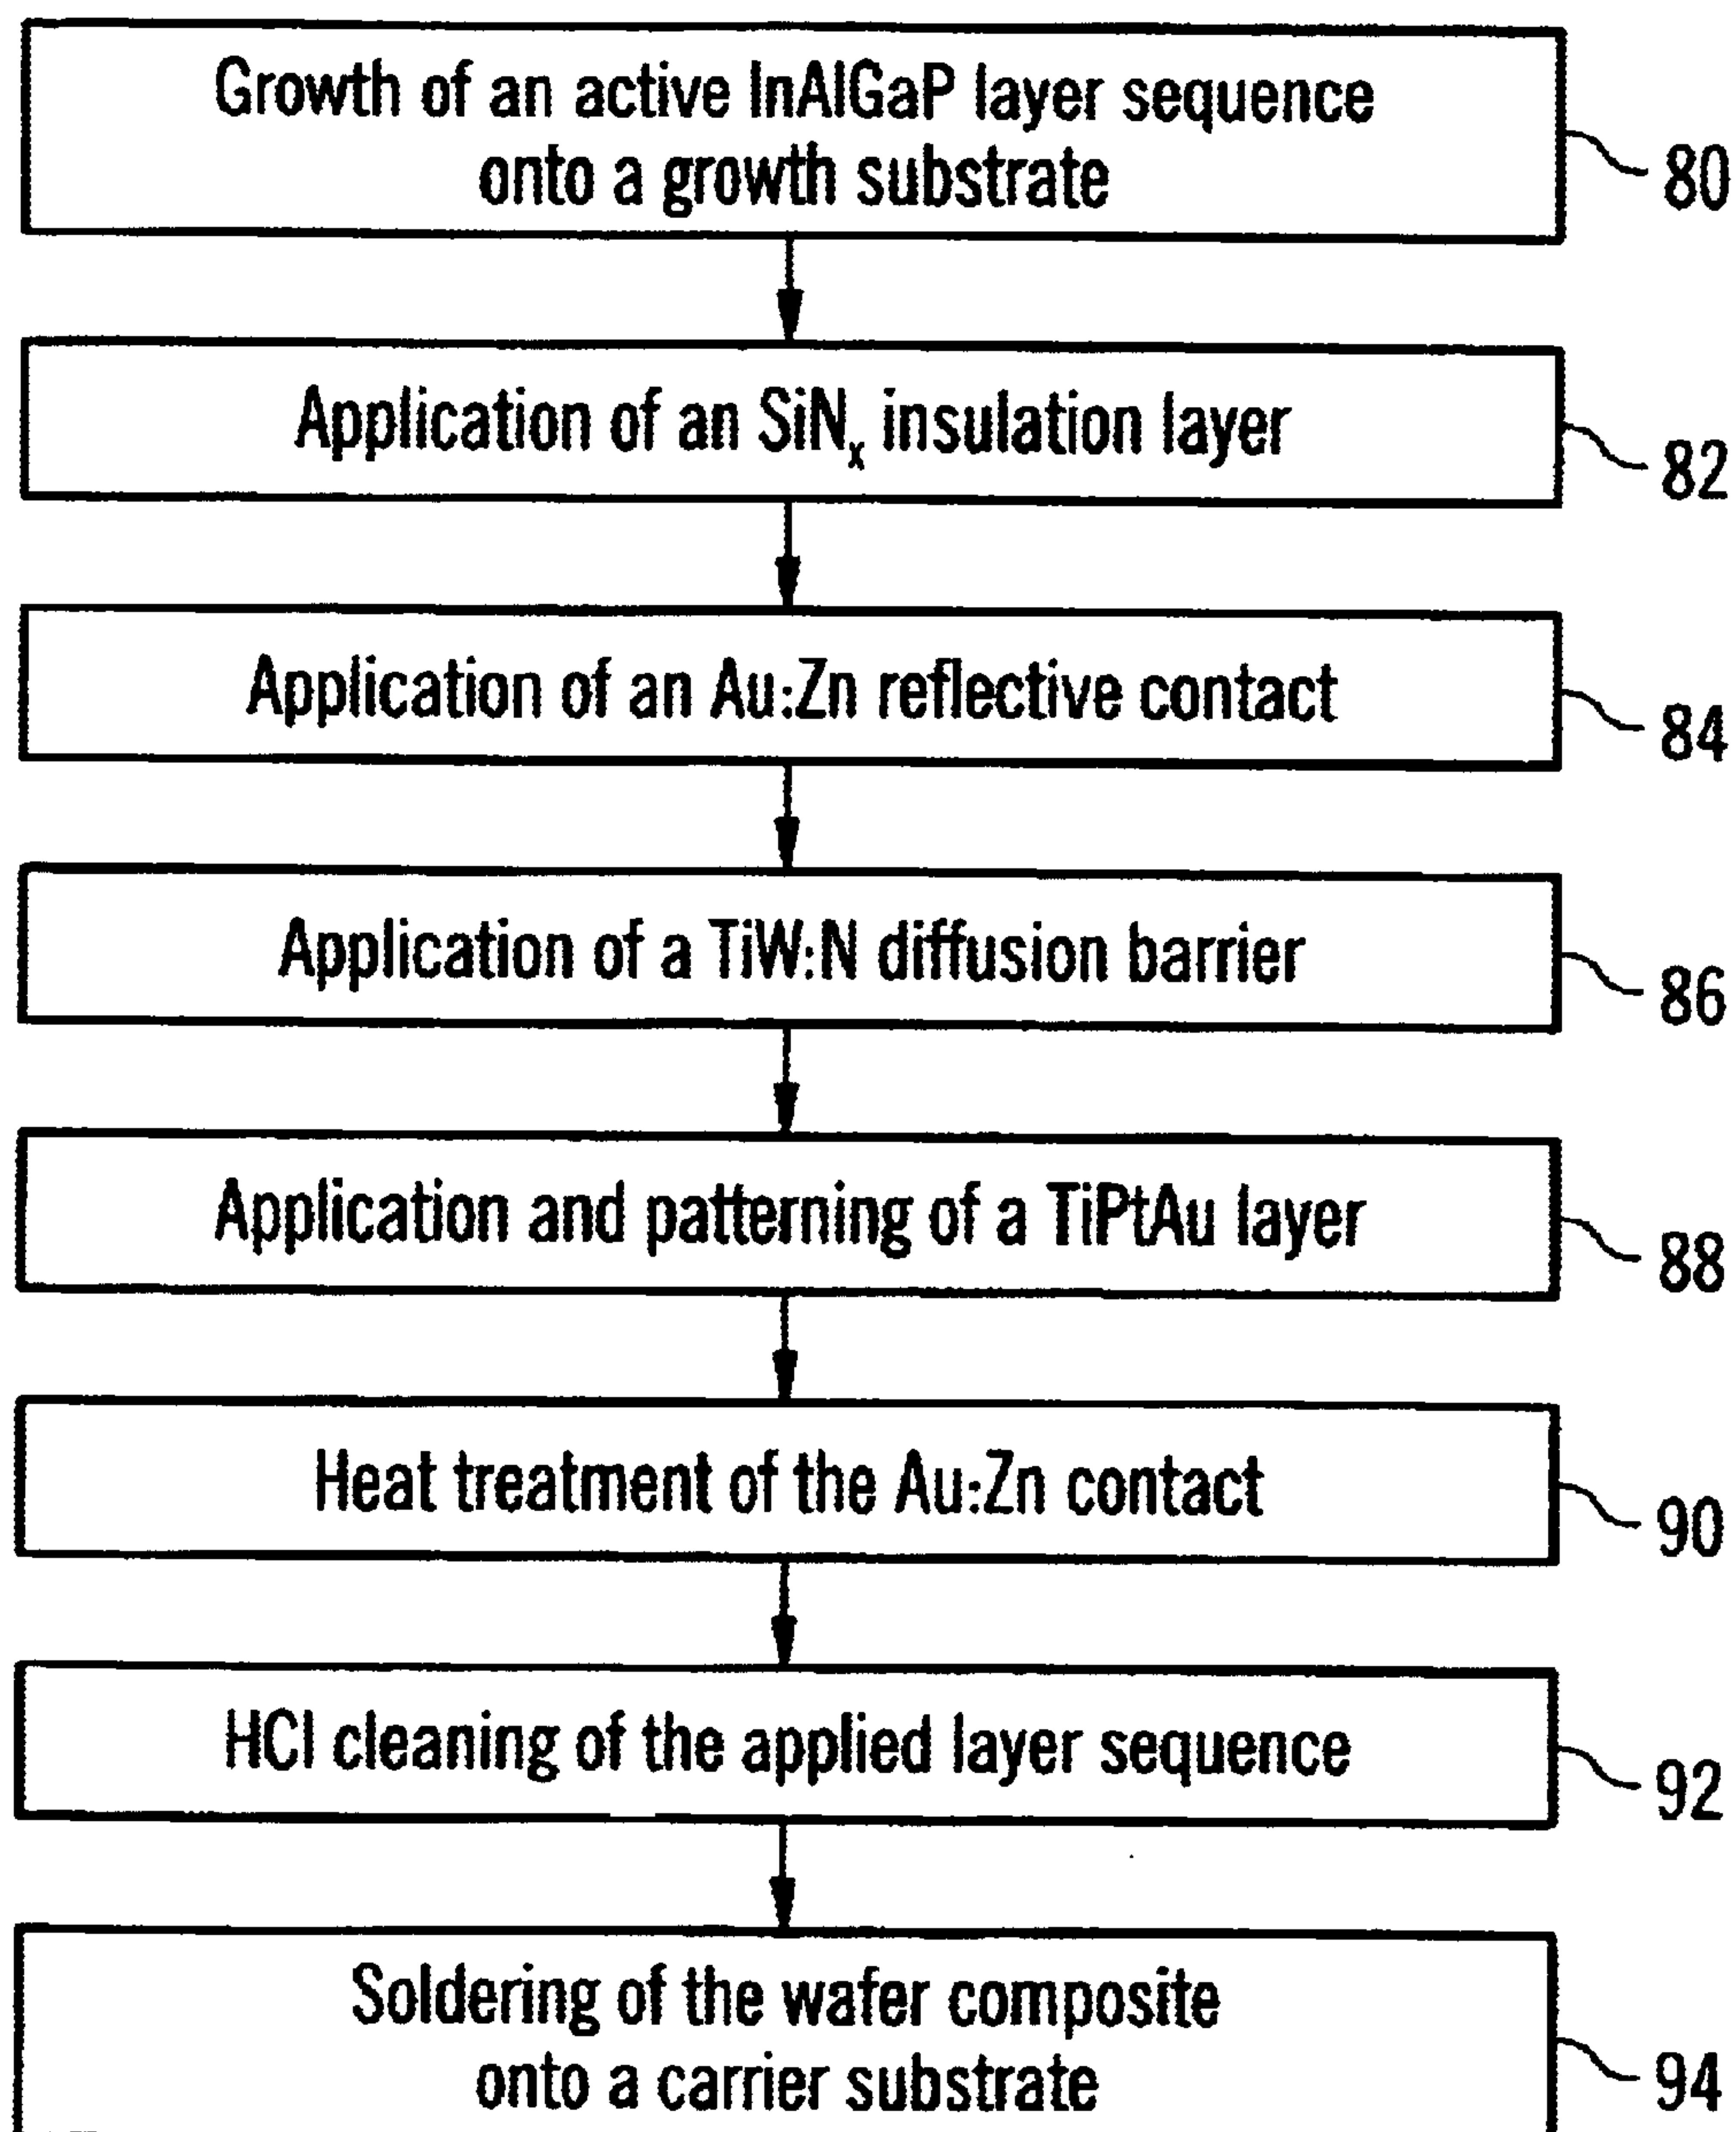 Growth of an active InAlGaP layer sequence
onto a growth substrate
80
Application of an SiNₓ insulation layer
82
Application of an Au:Zn reflective contact
84
Application of a TiW:N diffusion barrier
86
Application and patterning of a TiPtAu layer
88
Heat treatment of the Au:Zn contact
90
HCl cleaning of the applied layer sequence
92
Soldering of the wafer composite
onto a carrier substrate
94